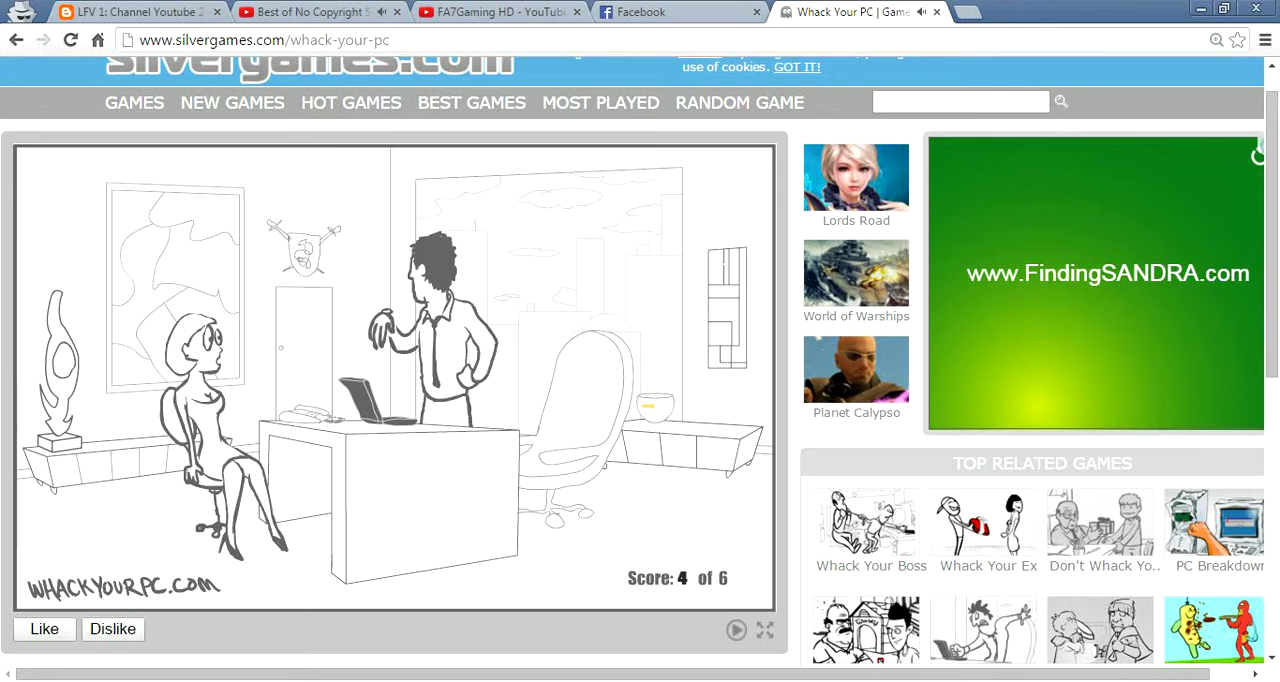 LFV 1: Channel Youtube 2
Best of No Copyright S
FA7Gaming HD - YouTube
Facebook
Whack Your PC | Game
www.silvergames.com/whack-your-pc
silvergames.com
use of cookies. GOT IT!
GAMES NEW GAMES HOT GAMES BEST GAMES MOST PLAYED RANDOM GAME
WHACKYOURPC.COM
Score: 4 of 6
Like
Dislike
Lords Road
World of Warships
Planet Calypso
www.FindingSANDRA.com
TOP RELATED GAMES
Whack Your Boss
Whack Your Ex
Don't Whack Yo..
PC Breakdown